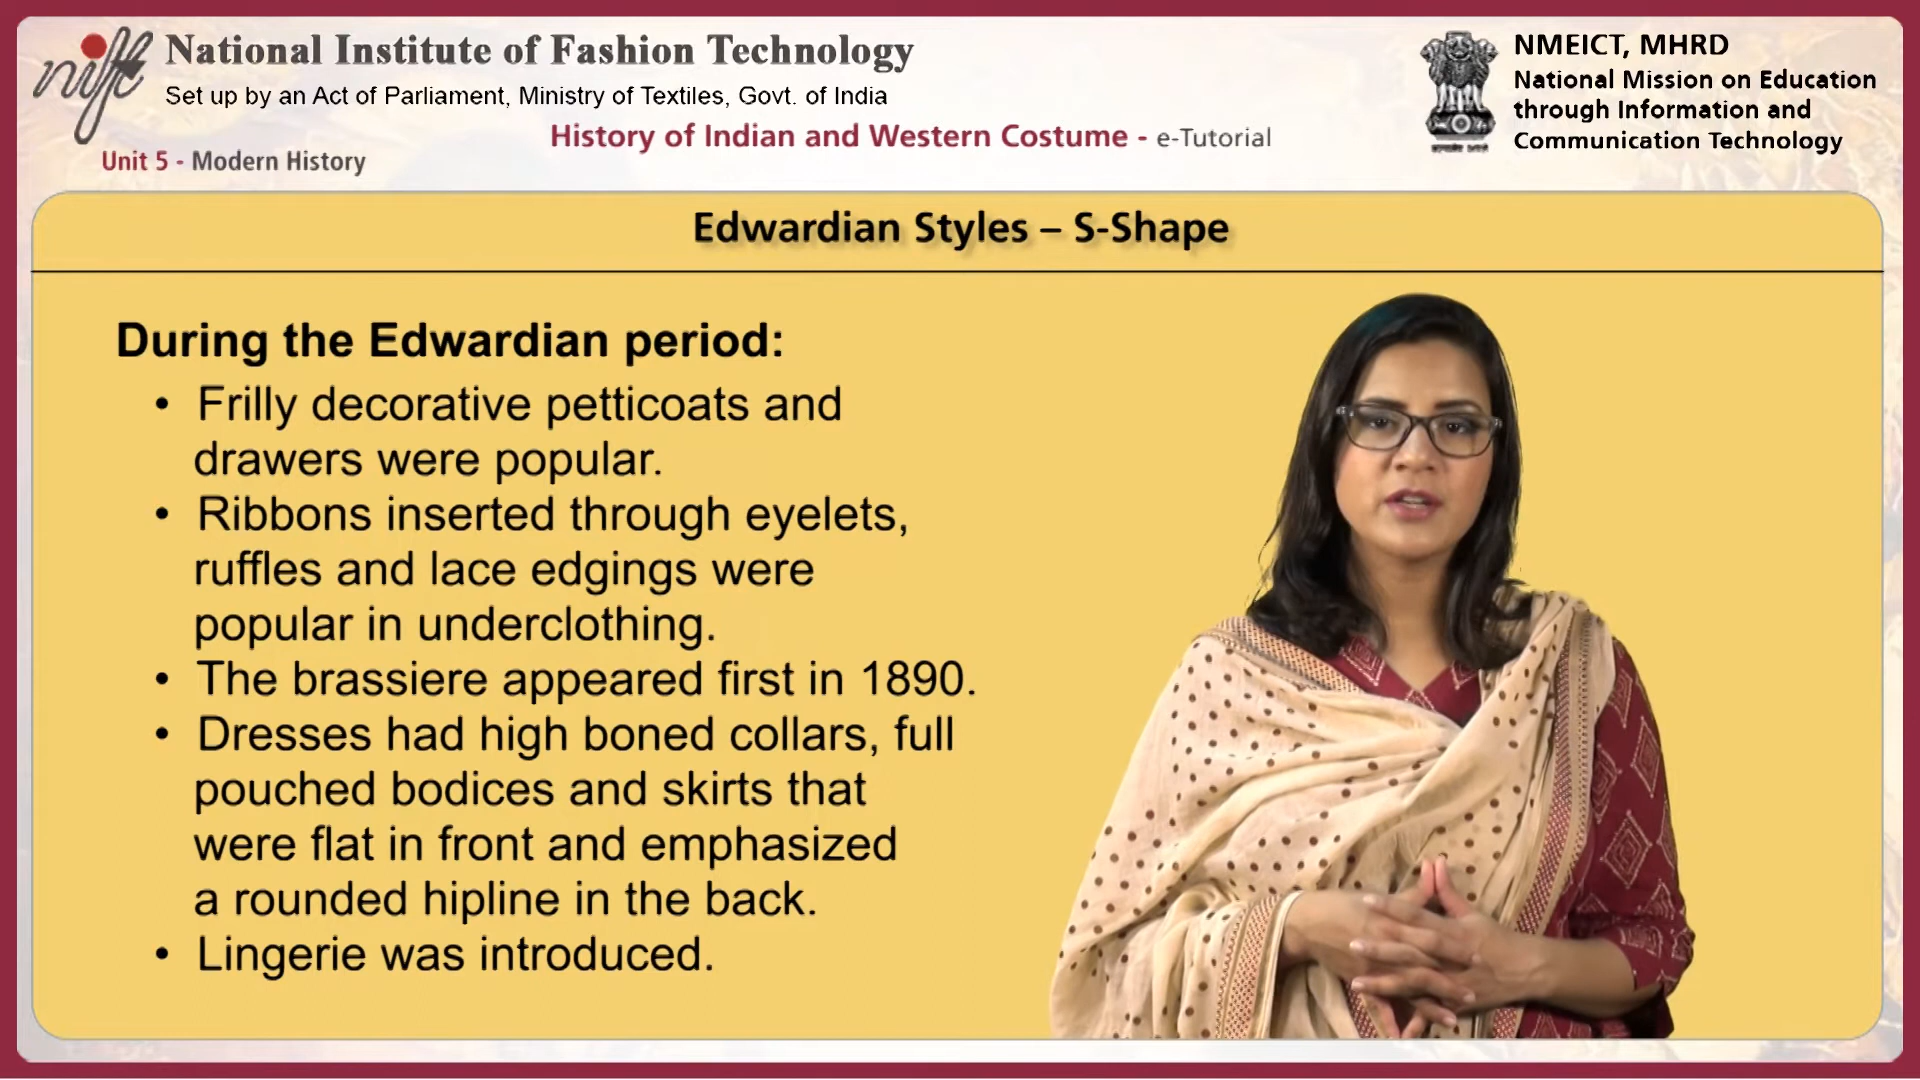 nift
National Institute of Fashion Technology
Set up by an Act of Parliament, Ministry of Textiles, Govt. of India
History of Indian and Western Costume - e-Tutorial
Unit 5 - Modern History
NMEICT, MHRD
National Mission on Education
through Information and
Communication Technology
Edwardian Styles – S-Shape
During the Edwardian period:
• Frilly decorative petticoats and
drawers were popular.
• Ribbons inserted through eyelets,
ruffles and lace edgings were
popular in underclothing.
• The brassiere appeared first in 1890.
• Dresses had high boned collars, full
pouched bodices and skirts that
were flat in front and emphasized
a rounded hipline in the back.
• Lingerie was introduced.